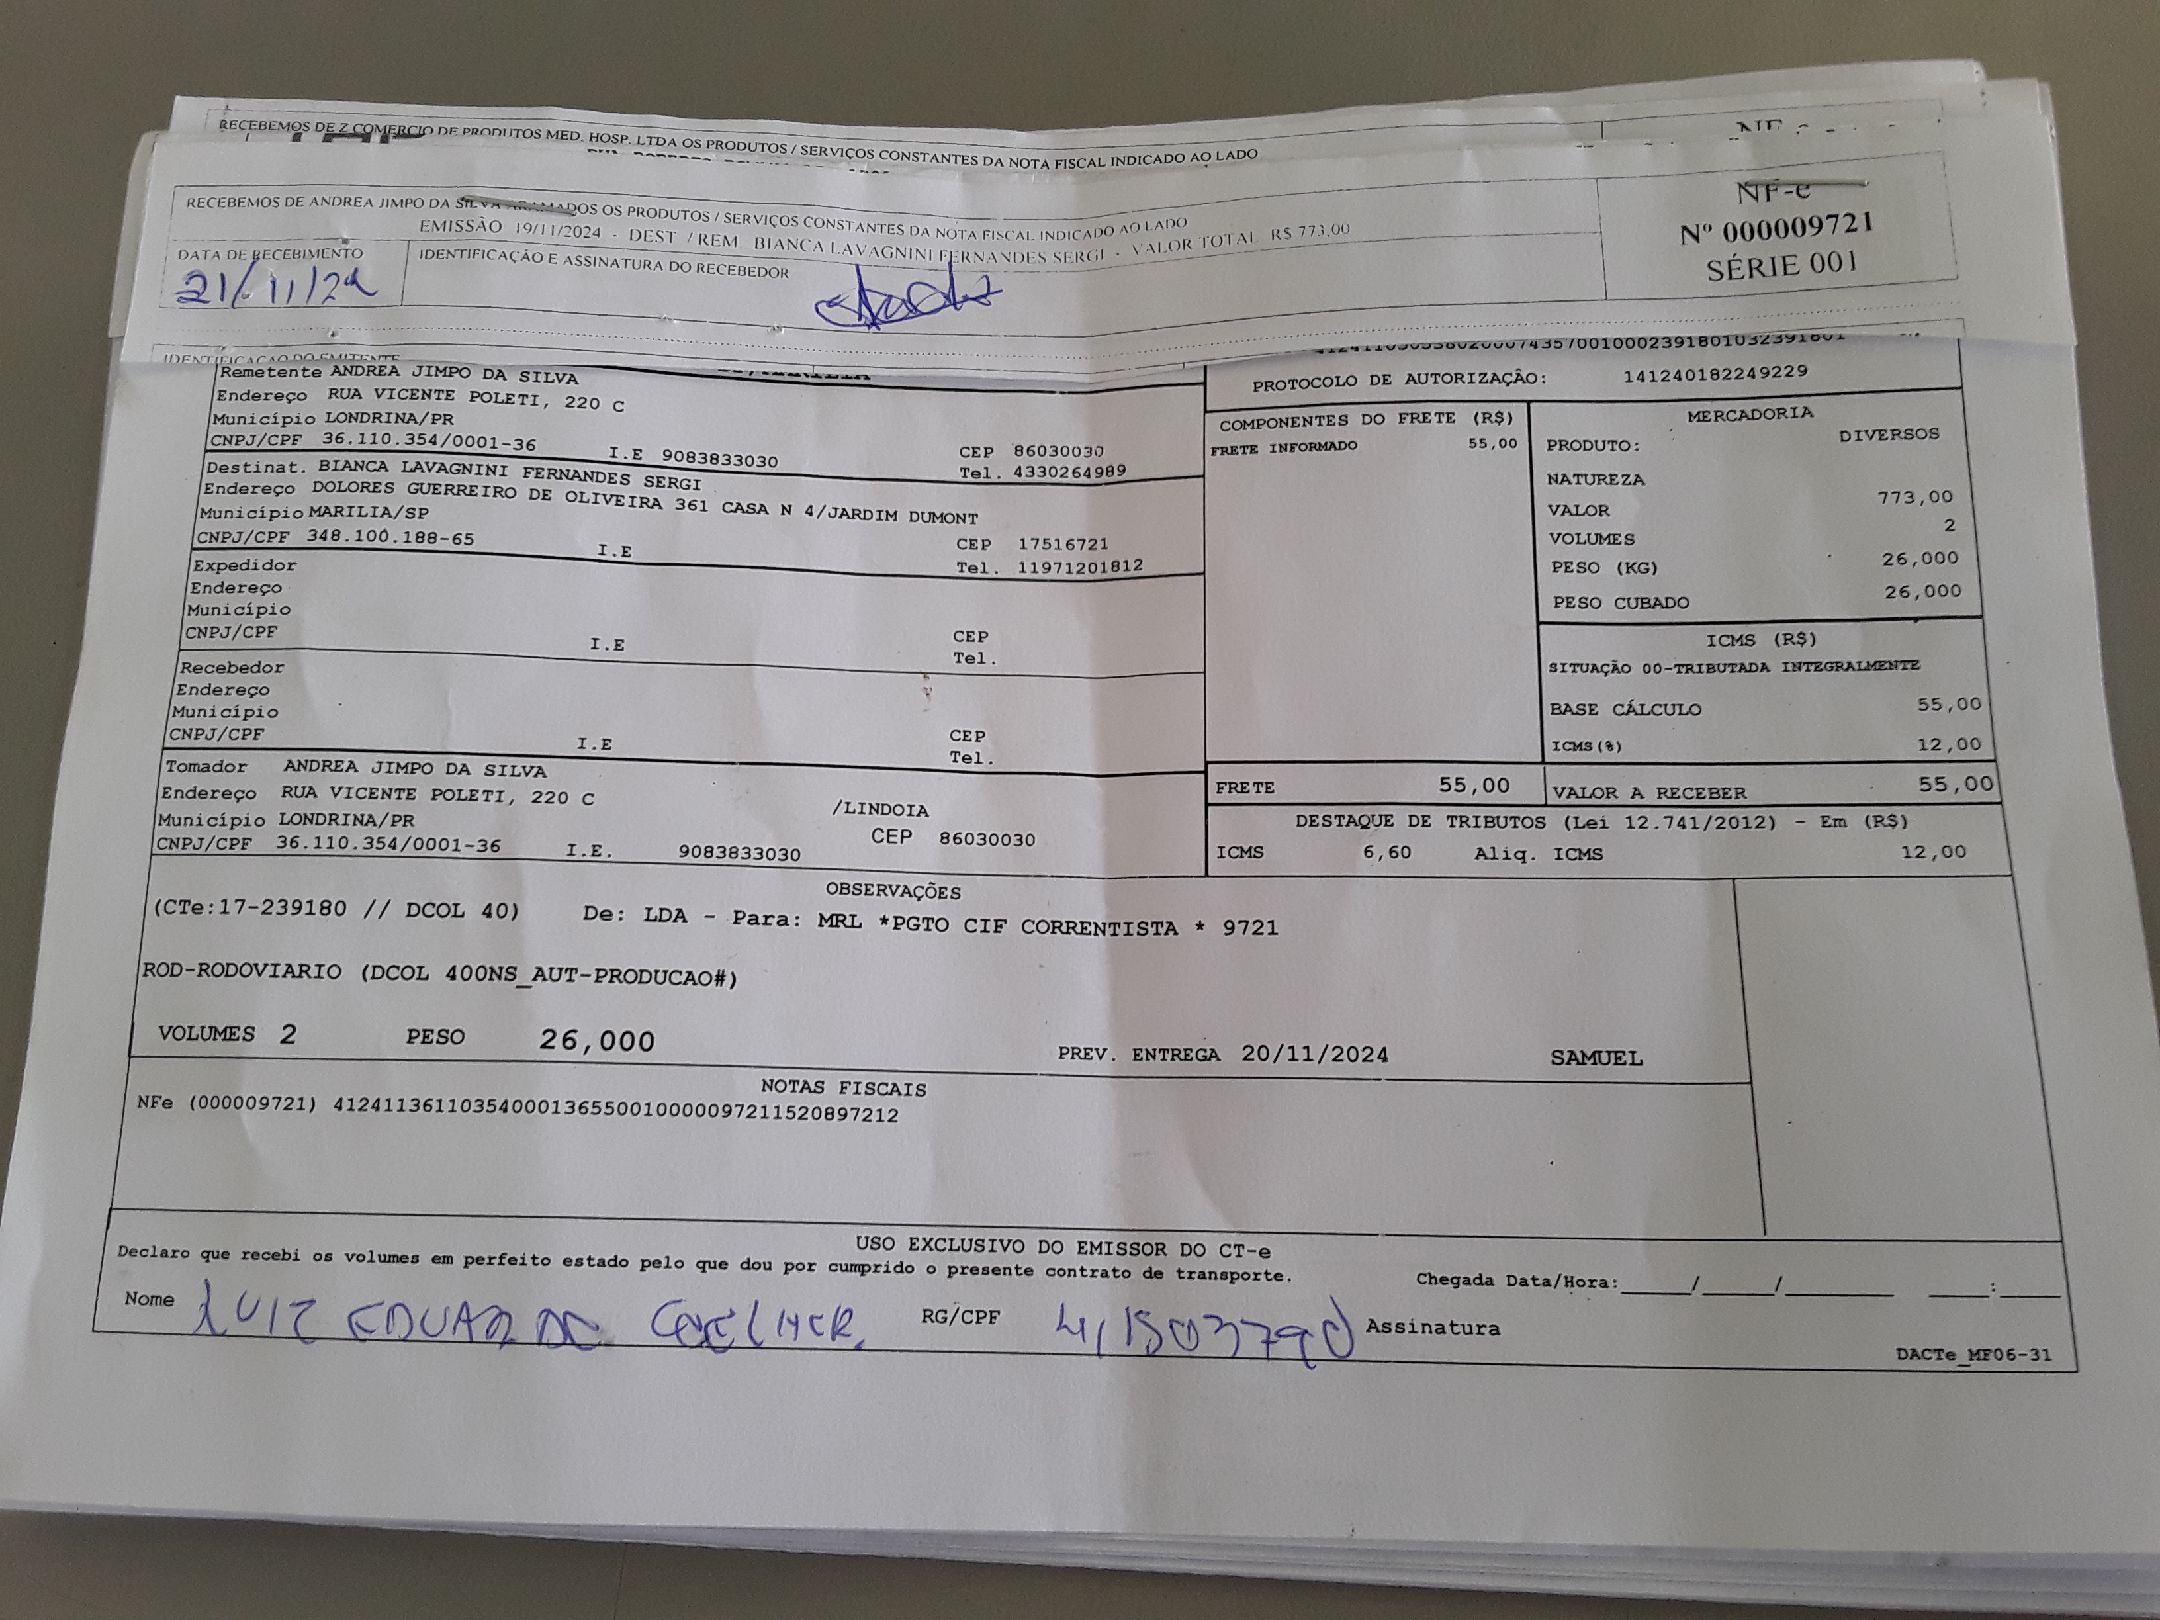 RECEBEMOS DE Z COMERCIO DE PRODUTOS MED. HOSP. LTDA OS PRODUTOS / SERVIÇOS CONSTANTES DA NOTA FISCAL INDICADO AO LADO
RECEBEMOS DE ANDREA JIMPO DA SILVA ARAMADOS OS PRODUTOS / SERVIÇOS CONSTANTES DA NOTA FISCAL INDICADO AO LADO
EMISSÃO 19/11/2024 - DEST / REM BIANCA LAVAGNINI FERNANDES SERGI - VALOR TOTAL R$ 773,00
NF-e
Nº 000009721
SÉRIE 001
DATA DE RECEBIMENTO
21/11/24
IDENTIFICAÇÃO E ASSINATURA DO RECEBEDOR
IDENTIFICAÇÃO DO EMITENTE
Remetente ANDREA JIMPO DA SILVA
Endereço RUA VICENTE POLETI, 220 C
Município LONDRINA/PR
CNPJ/CPF 36.110.354/0001-36 I.E 9083833030 CEP 86030030
Tel. 4330264989
Destinat. BIANCA LAVAGNINI FERNANDES SERGI
Endereço DOLORES GUERREIRO DE OLIVEIRA 361 CASA N 4/JARDIM DUMONT
Município MARILIA/SP
CNPJ/CPF 348.100.188-65 I.E CEP 17516721
Tel. 11971201812
Expedidor
Endereço
Município
CNPJ/CPF I.E CEP
Tel.
Recebedor
Endereço
Município
CNPJ/CPF I.E CEP
Tel.
Tomador ANDREA JIMPO DA SILVA
Endereço RUA VICENTE POLETI, 220 C /LINDOIA
Município LONDRINA/PR CEP 86030030
CNPJ/CPF 36.110.354/0001-36 I.E. 9083833030
PROTOCOLO DE AUTORIZAÇÃO: 141240182249229
COMPONENTES DO FRETE (R$)
FRETE INFORMADO 55,00
MERCADORIA
PRODUTO: DIVERSOS
NATUREZA
VALOR 773,00
VOLUMES 2
PESO (KG) 26,000
PESO CUBADO 26,000
ICMS (R$)
SITUAÇÃO 00-TRIBUTADA INTEGRALMENTE
BASE CÁLCULO 55,00
ICMS(%) 12,00
FRETE 55,00 VALOR A RECEBER 55,00
DESTAQUE DE TRIBUTOS (Lei 12.741/2012) - Em (R$)
ICMS 6,60 Aliq. ICMS 12,00
OBSERVAÇÕES
(CTe:17-239180 // DCOL 40) De: LDA - Para: MRL *PGTO CIF CORRENTISTA * 9721
ROD-RODOVIARIO (DCOL 400NS_AUT-PRODUCAO#)
VOLUMES 2 PESO 26,000 PREV. ENTREGA 20/11/2024 SAMUEL
NOTAS FISCAIS
NFe (000009721) 41241136110354000136550010000097211520897212
USO EXCLUSIVO DO EMISSOR DO CT-e
Declaro que recebi os volumes em perfeito estado pelo que dou por cumprido o presente contrato de transporte. Chegada Data/Hora:_____/_____/________ ____:____
Nome LUIZ EDUARDO RG/CPF Assinatura
DACTe_MF06-31